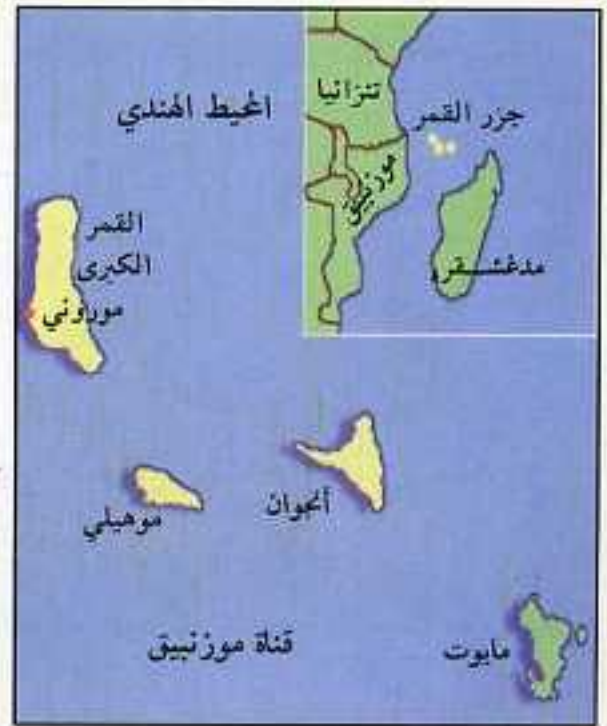 المحيط الهندي
تنزانيا
جزر القمر
موزنبيق
مدغشقر
القمر
الكبرى
موروني
أنجوان
موهيلي
قناة موزنبيق
مايوت